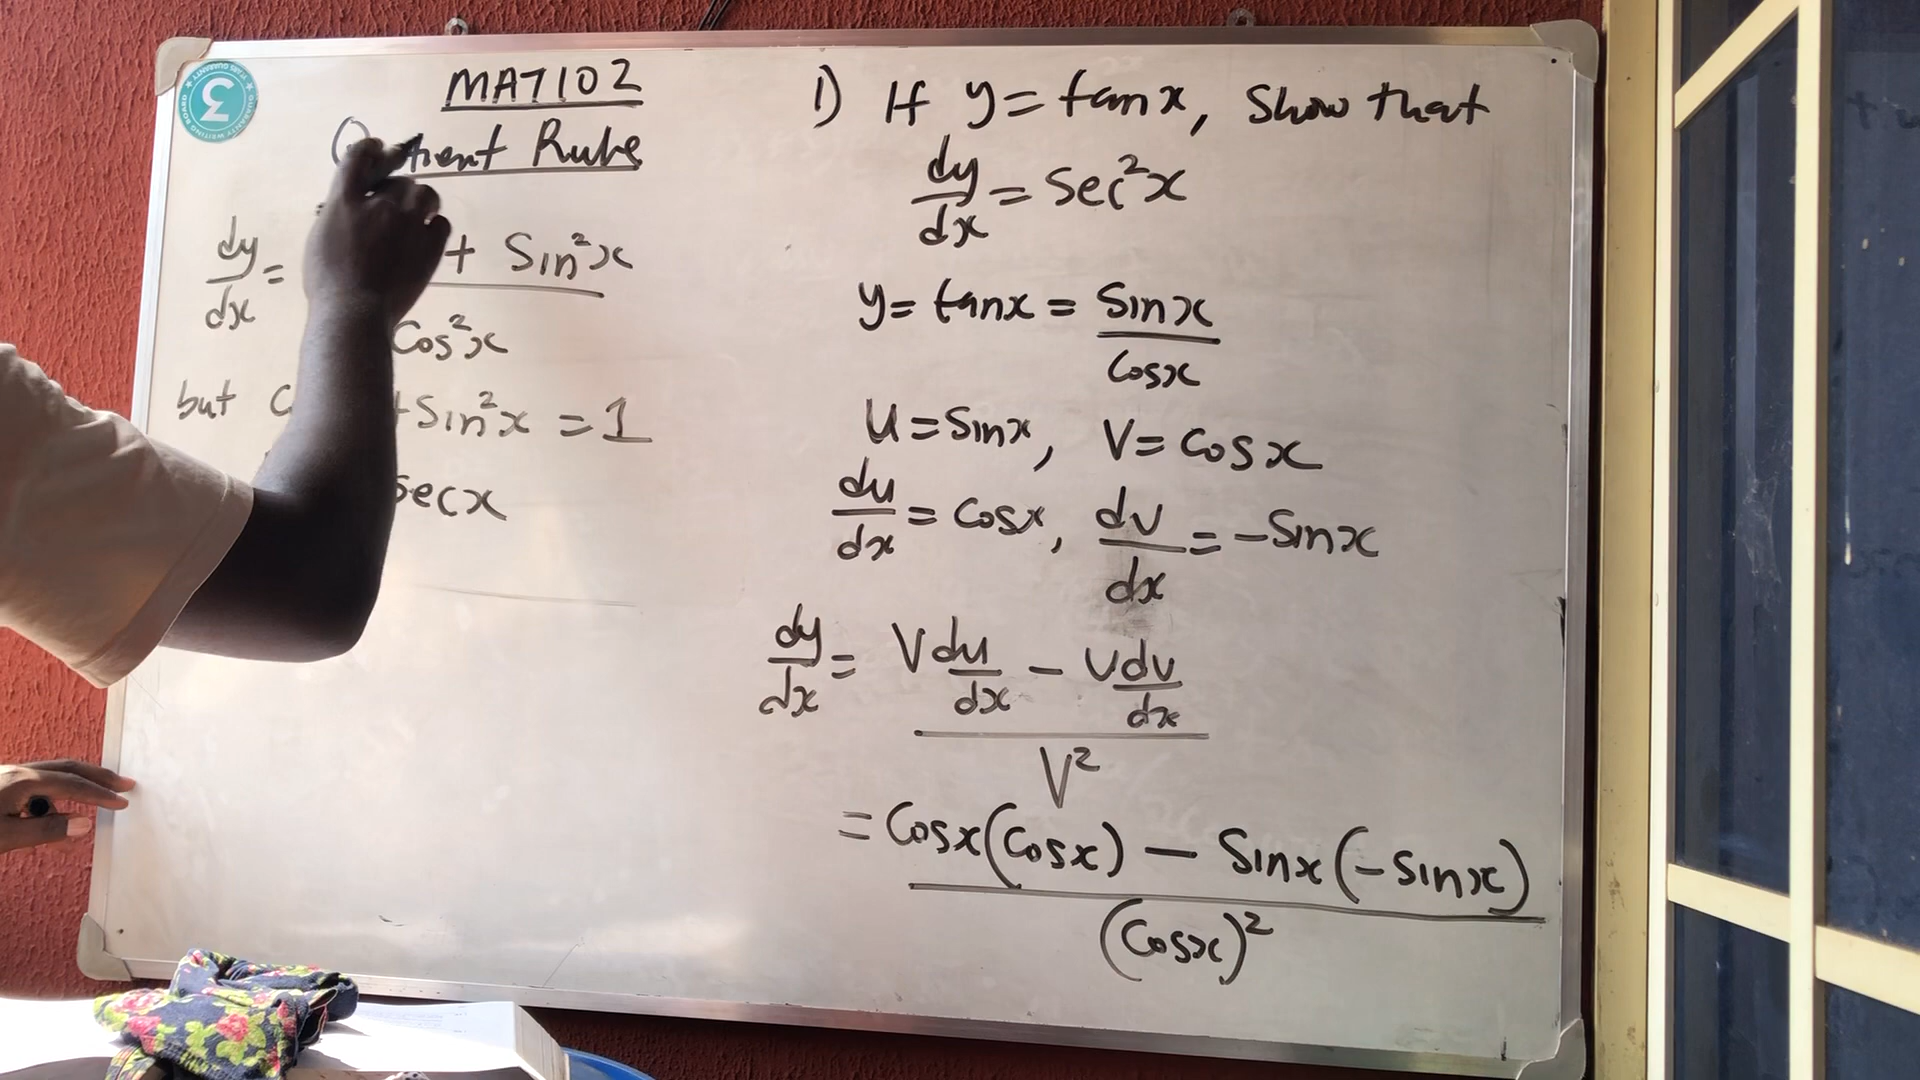 MAT102
Rule
dy/dx = + Sin²x
Cos²x
but +Sin²x = 1
Secx
1) If y = tanx, Show that
dy/dx = Sec²x
y = tanx = Sinx/Cosx
U = Sinx, V = Cosx
du/dx = Cosx, dv/dx = -Sinx
dy/dx = V du/dx - U dv/dx
V²
= Cosx(Cosx) - Sinx(-Sinx)
(Cosx)²